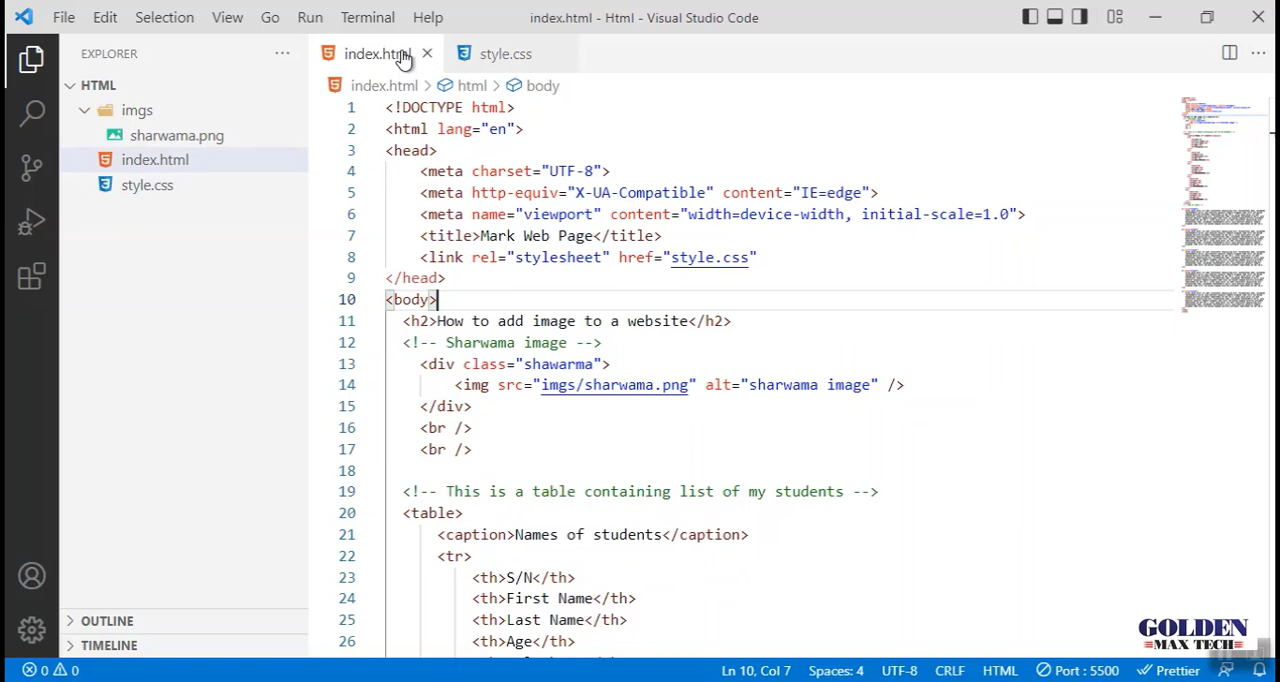 File Edit Selection View Go Run Terminal Help index.html - Html - Visual Studio Code
EXPLORER
HTML
imgs
sharwama.png
index.html
style.css
OUTLINE
TIMELINE
index.html style.css
index.html > html > body
1 <!DOCTYPE html>
2 <html lang="en">
3 <head>
4 <meta charset="UTF-8">
5 <meta http-equiv="X-UA-Compatible" content="IE=edge">
6 <meta name="viewport" content="width=device-width, initial-scale=1.0">
7 <title>Mark Web Page</title>
8 <link rel="stylesheet" href="style.css"
9 </head>
10 <body>
11 <h2>How to add image to a website</h2>
12 <!-- Sharwama image -->
13 <div class="shawarma">
14 <img src="imgs/sharwama.png" alt="sharwama image" />
15 </div>
16 <br />
17 <br />
18
19 <!-- This is a table containing list of my students -->
20 <table>
21 <caption>Names of students</caption>
22 <tr>
23 <th>S/N</th>
24 <th>First Name</th>
25 <th>Last Name</th>
26 <th>Age</th>
GOLDEN
MAX TECH
0 0 Ln 10, Col 7 Spaces: 4 UTF-8 CRLF HTML Port : 5500 Prettier